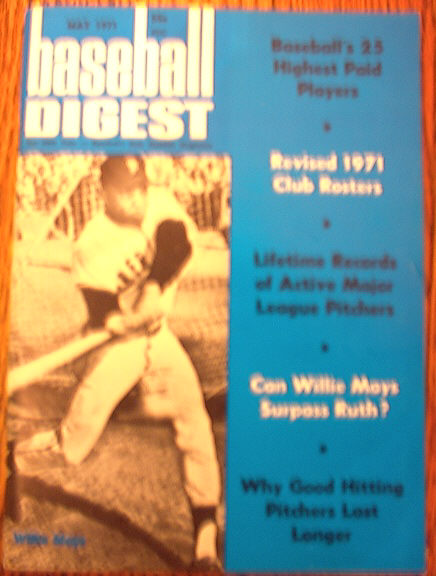 MAY 1971
baseball
DIGEST
Baseball's 25
Highest Paid
Players
Revised 1971
Club Rosters
Lifetime Records
of Active Major
League Pitchers
Can Willie Mays
Surpass Ruth?
Why Good Hitting
Pitchers Last
Longer
Willie Mays